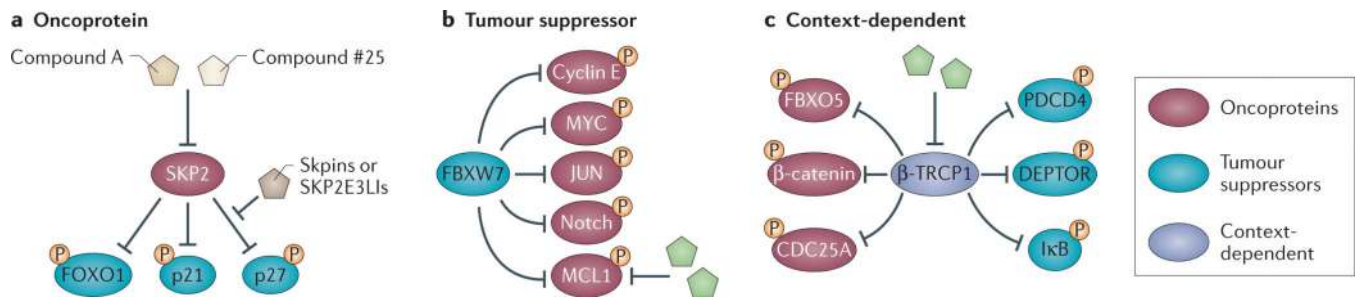 a Oncoprotein
Compound A
Compound #25
SKP2
Skpins or
SKP2E3LIs
P
P
P
FOXO1
p21
p27
b Tumour suppressor
FBXW7
P
Cyclin E
P
MYC
P
JUN
P
Notch
P
MCL1
c Context-dependent
P
FBXO5
P
β-catenin
P
CDC25A
β-TRCP1
P
PDCD4
P
DEPTOR
P
IκB
Oncoproteins
Tumour
suppressors
Context-
dependent